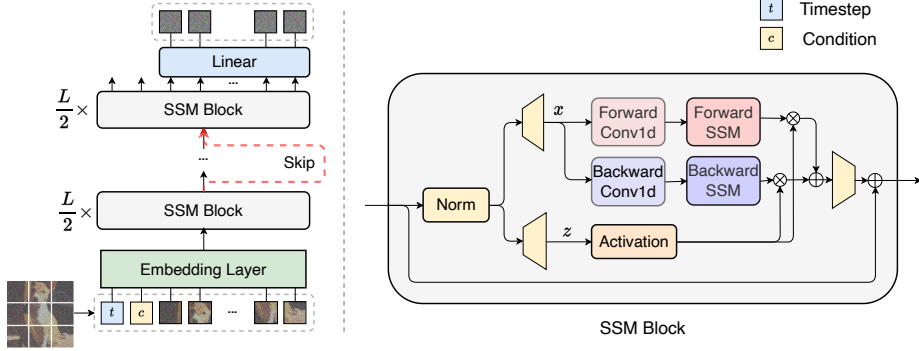 Linear
...
L/2 ×
SSM Block
...
Skip
L/2 ×
SSM Block
Embedding Layer
t
c
...
t Timestep
c Condition
x
Forward
Conv1d
Forward
SSM
Backward
Conv1d
Backward
SSM
Norm
z
Activation
SSM Block